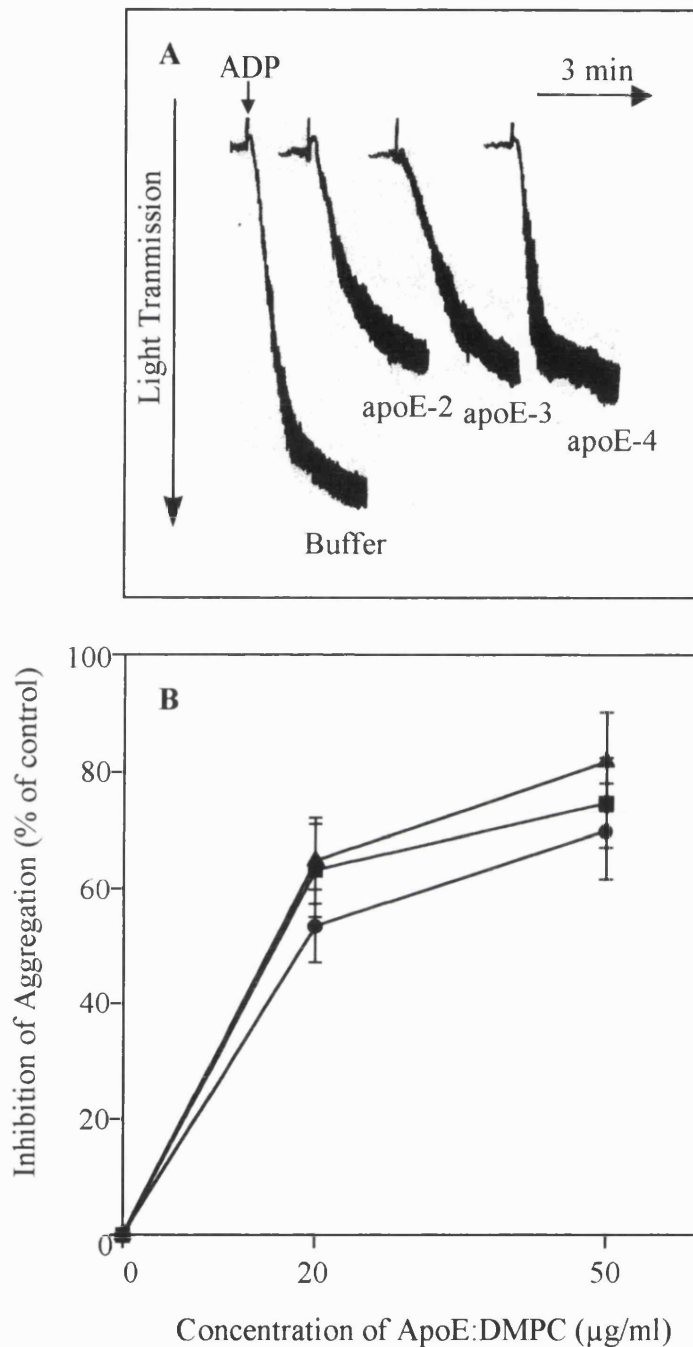 A
ADP
3 min
Light Tranmission
apoE-2
apoE-3
apoE-4
Buffer
B
Inhibition of Aggregation (% of control)
100
80
60
40
20
0
0
20
50
Concentration of ApoE:DMPC (μg/ml)